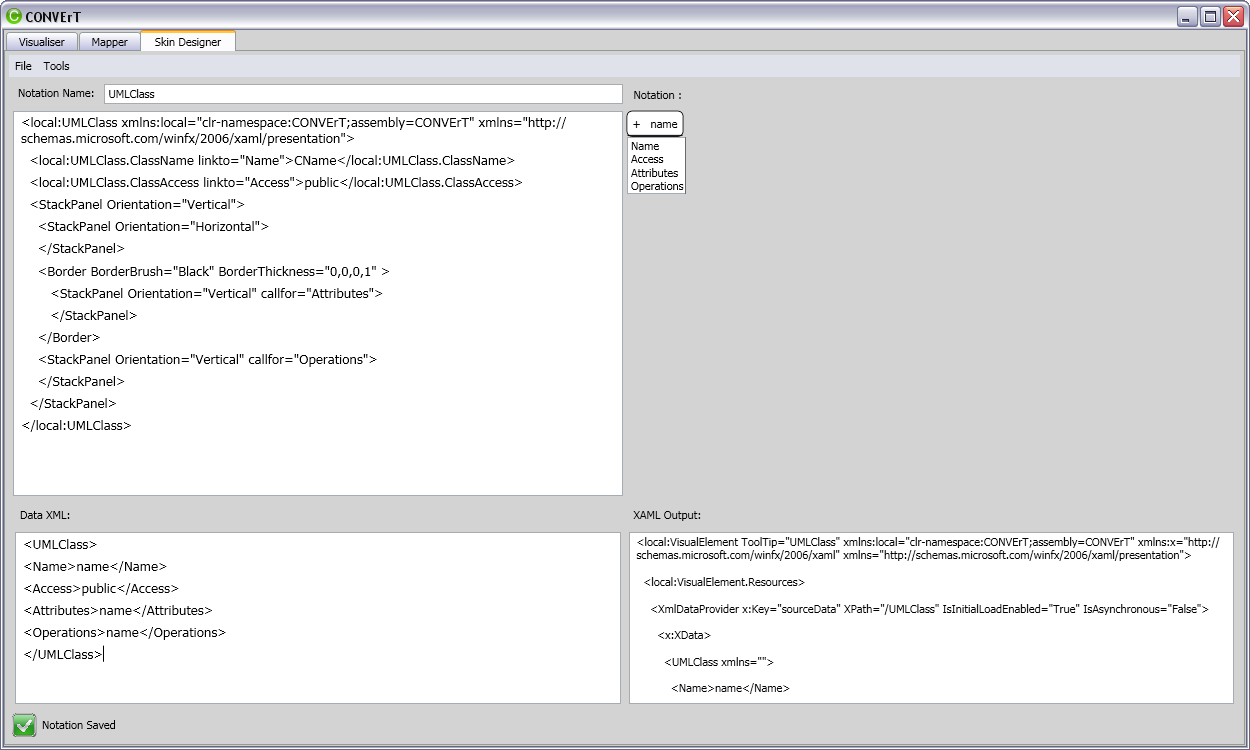 CONVErT
Visualiser Mapper Skin Designer
File Tools
Notation Name: UMLClass
<local:UMLClass xmlns:local="clr-namespace:CONVErT;assembly=CONVErT" xmlns="http://
schemas.microsoft.com/winfx/2006/xaml/presentation">
<local:UMLClass.ClassName linkto="Name">CName</local:UMLClass.ClassName>
<local:UMLClass.ClassAccess linkto="Access">public</local:UMLClass.ClassAccess>
<StackPanel Orientation="Vertical">
<StackPanel Orientation="Horizontal">
</StackPanel>
<Border BorderBrush="Black" BorderThickness="0,0,0,1" >
<StackPanel Orientation="Vertical" callfor="Attributes">
</StackPanel>
</Border>
<StackPanel Orientation="Vertical" callfor="Operations">
</StackPanel>
</StackPanel>
</local:UMLClass>
Notation :
+ name
Name
Access
Attributes
Operations
Data XML:
<UMLClass>
<Name>name</Name>
<Access>public</Access>
<Attributes>name</Attributes>
<Operations>name</Operations>
</UMLClass>
XAML Output:
<local:VisualElement ToolTip="UMLClass" xmlns:local="clr-namespace:CONVErT;assembly=CONVErT" xmlns:x="http://
schemas.microsoft.com/winfx/2006/xaml" xmlns="http://schemas.microsoft.com/winfx/2006/xaml/presentation">
<local:VisualElement.Resources>
<XmlDataProvider x:Key="sourceData" XPath="/UMLClass" IsInitialLoadEnabled="True" IsAsynchronous="False">
<x:XData>
<UMLClass xmlns="">
<Name>name</Name>
Notation Saved